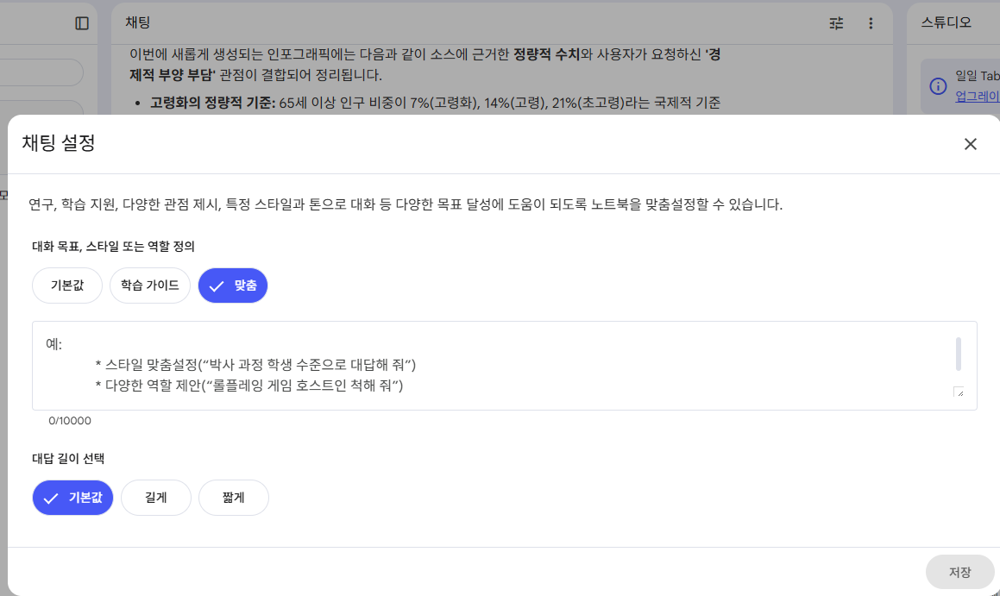 채팅
스튜디오
이번에 새롭게 생성되는 인포그래픽에는 다음과 같이 소스에 근거한 정량적 수치와 사용자가 요청하신 '경
제적 부양 부담' 관점이 결합되어 정리됩니다.
• 고령화의 정량적 기준: 65세 이상 인구 비중이 7%(고령화), 14%(고령), 21%(초고령)라는 국제적 기준
일일 Tab
업그레이
채팅 설정
연구, 학습 지원, 다양한 관점 제시, 특정 스타일과 톤으로 대화 등 다양한 목표 달성에 도움이 되도록 노트북을 맞춤설정할 수 있습니다.
대화 목표, 스타일 또는 역할 정의
기본값 학습 가이드 맞춤
예:
* 스타일 맞춤설정(“박사 과정 학생 수준으로 대답해 줘”)
* 다양한 역할 제안(“롤플레잉 게임 호스트인 척해 줘”)
0/10000
대답 길이 선택
기본값 길게 짧게
저장